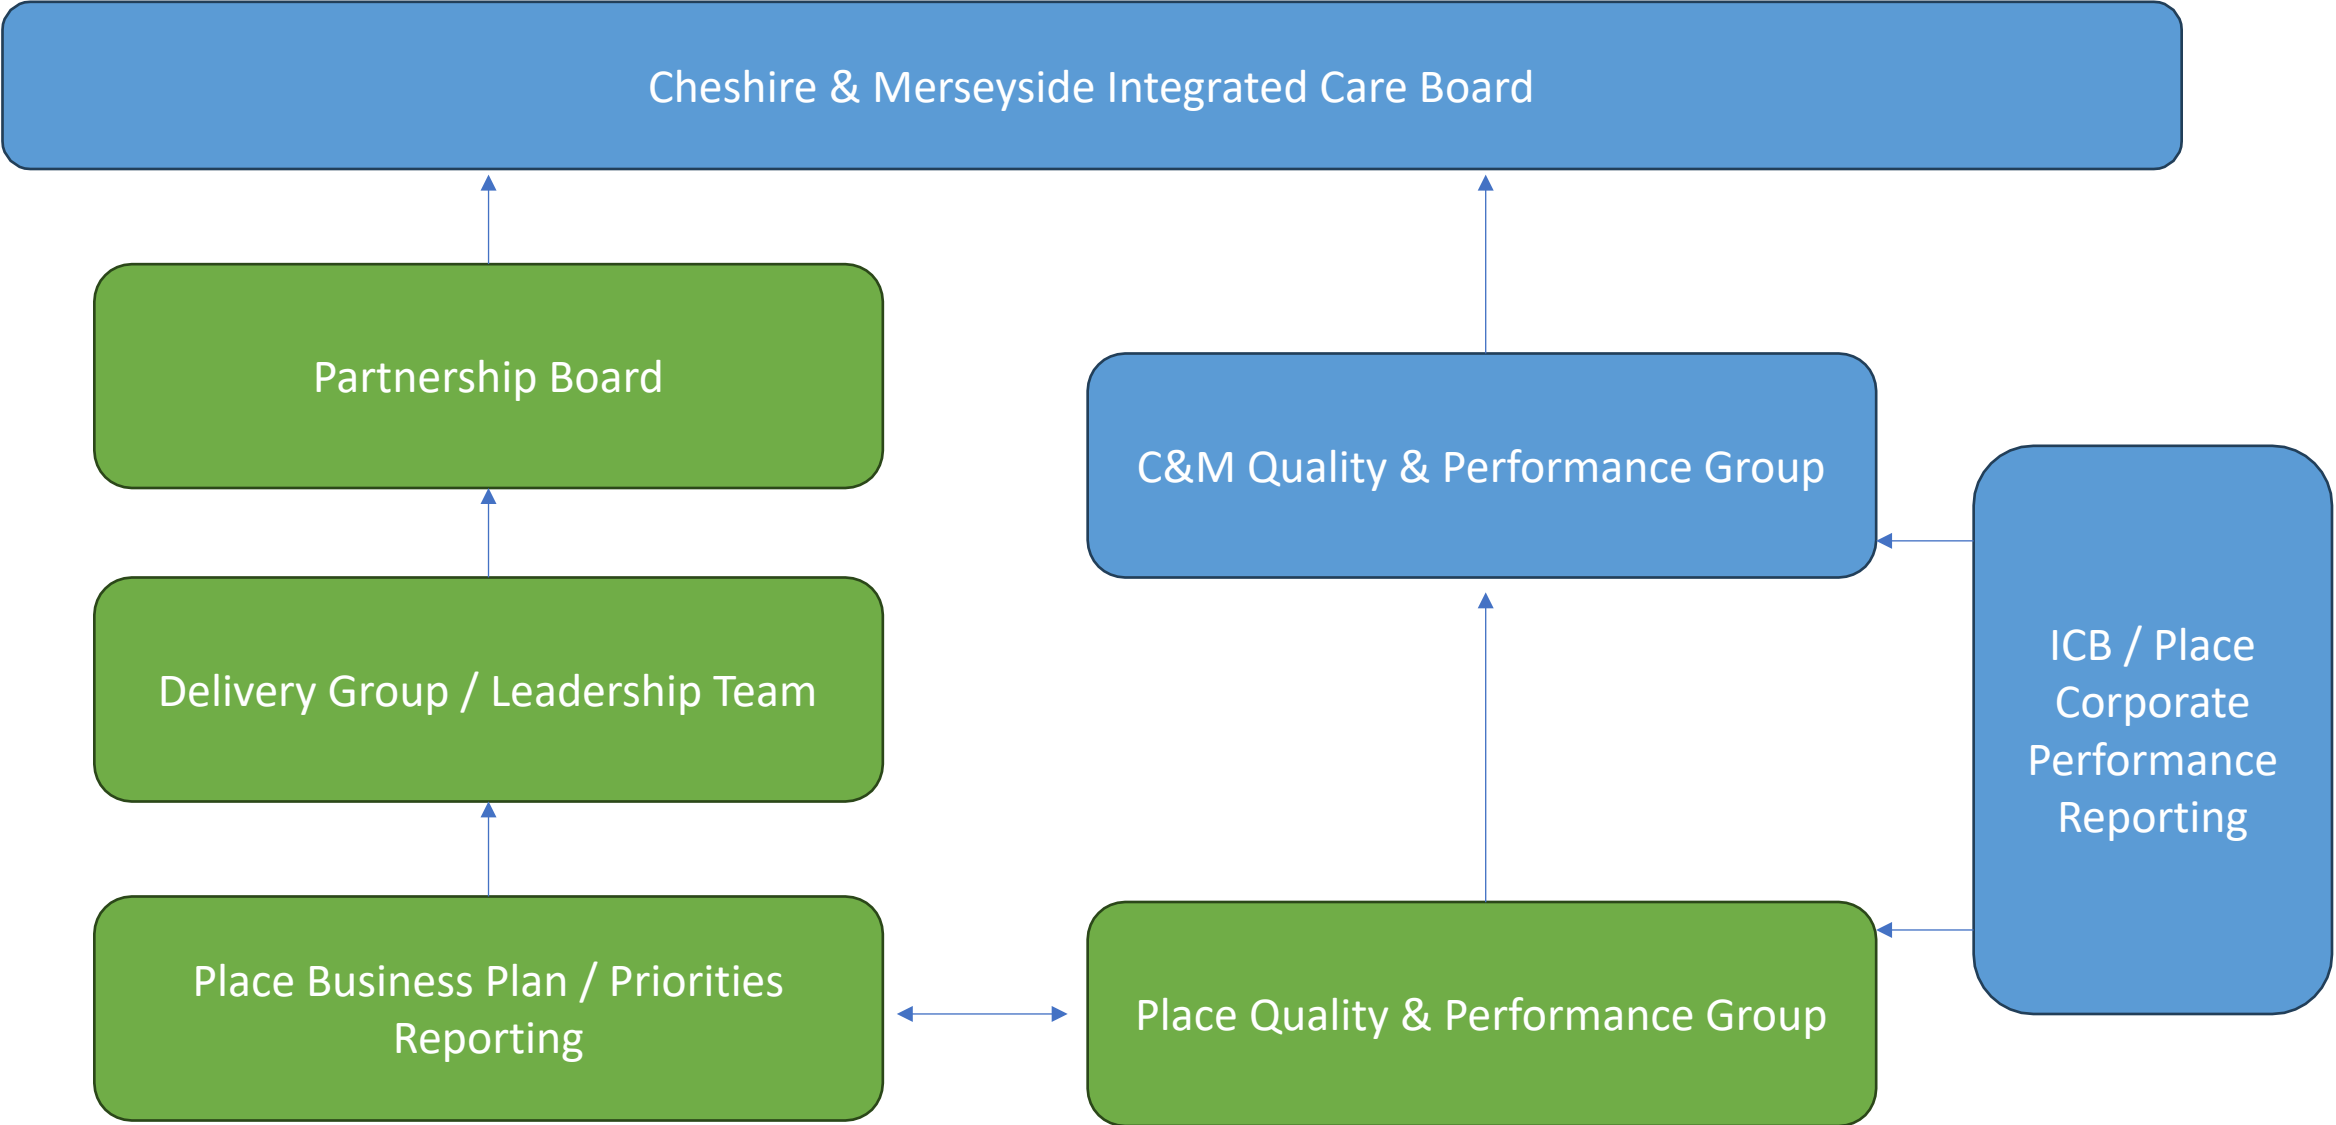 Cheshire & Merseyside Integrated Care Board
Partnership Board
C&M Quality & Performance Group
ICB / Place
Corporate
Performance
Reporting
Delivery Group / Leadership Team
Place Business Plan / Priorities
Reporting
Place Quality & Performance Group